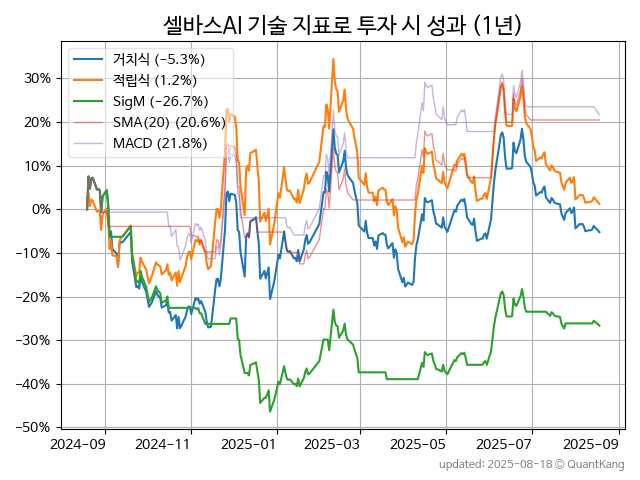 셀바스AI 기술 지표로 투자 시 성과 (1년)
거치식 (−5.3%)
적립식 (1.2%)
SigM (−26.7%)
SMA(20) (20.6%)
MACD (21.8%)
30%
20%
10%
0%
−10%
−20%
−30%
−40%
−50%
2024-09 2024-11 2025-01 2025-03 2025-05 2025-07 2025-09
updated: 2025-08-18 ⓒ QuantKang